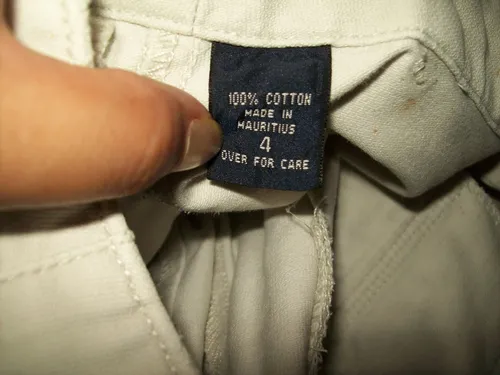 100% COTTON
MADE IN
MAURITIUS
4
OVER FOR CARE